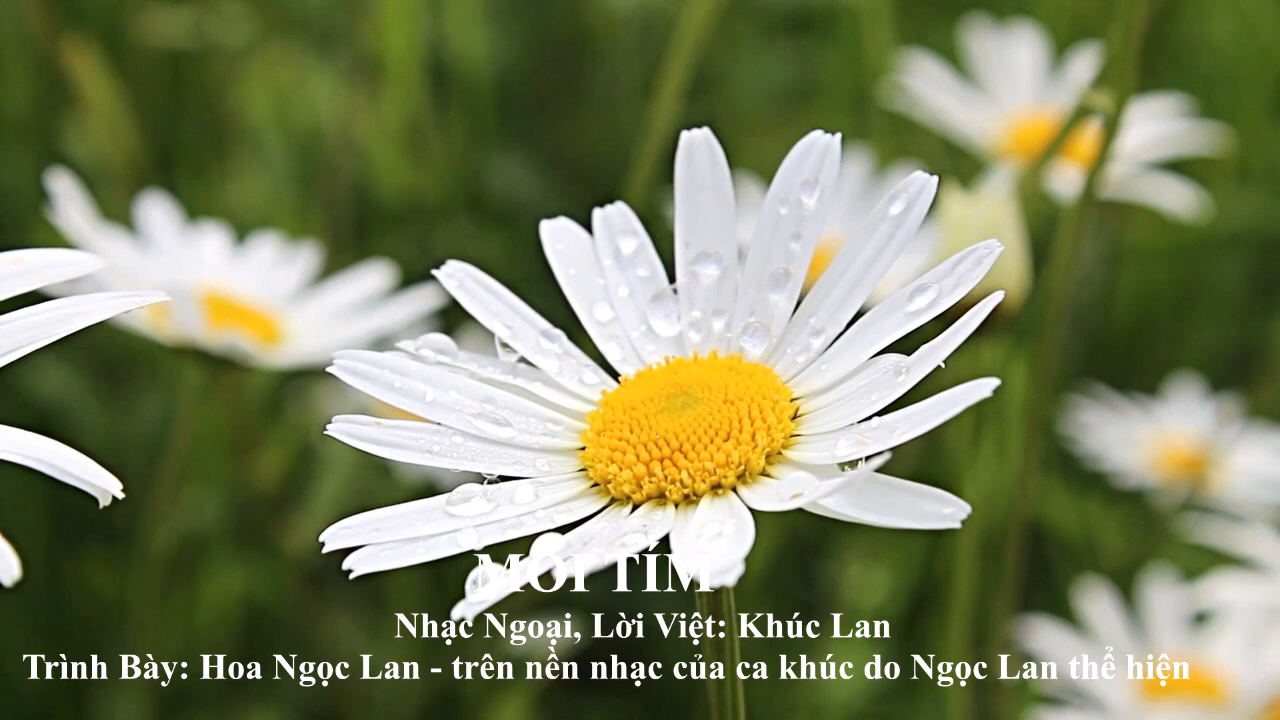 MÔI TÍM
Nhạc Ngoại, Lời Việt: Khúc Lan
Trình Bày: Hoa Ngọc Lan - trên nền nhạc của ca khúc do Ngọc Lan thể hiện